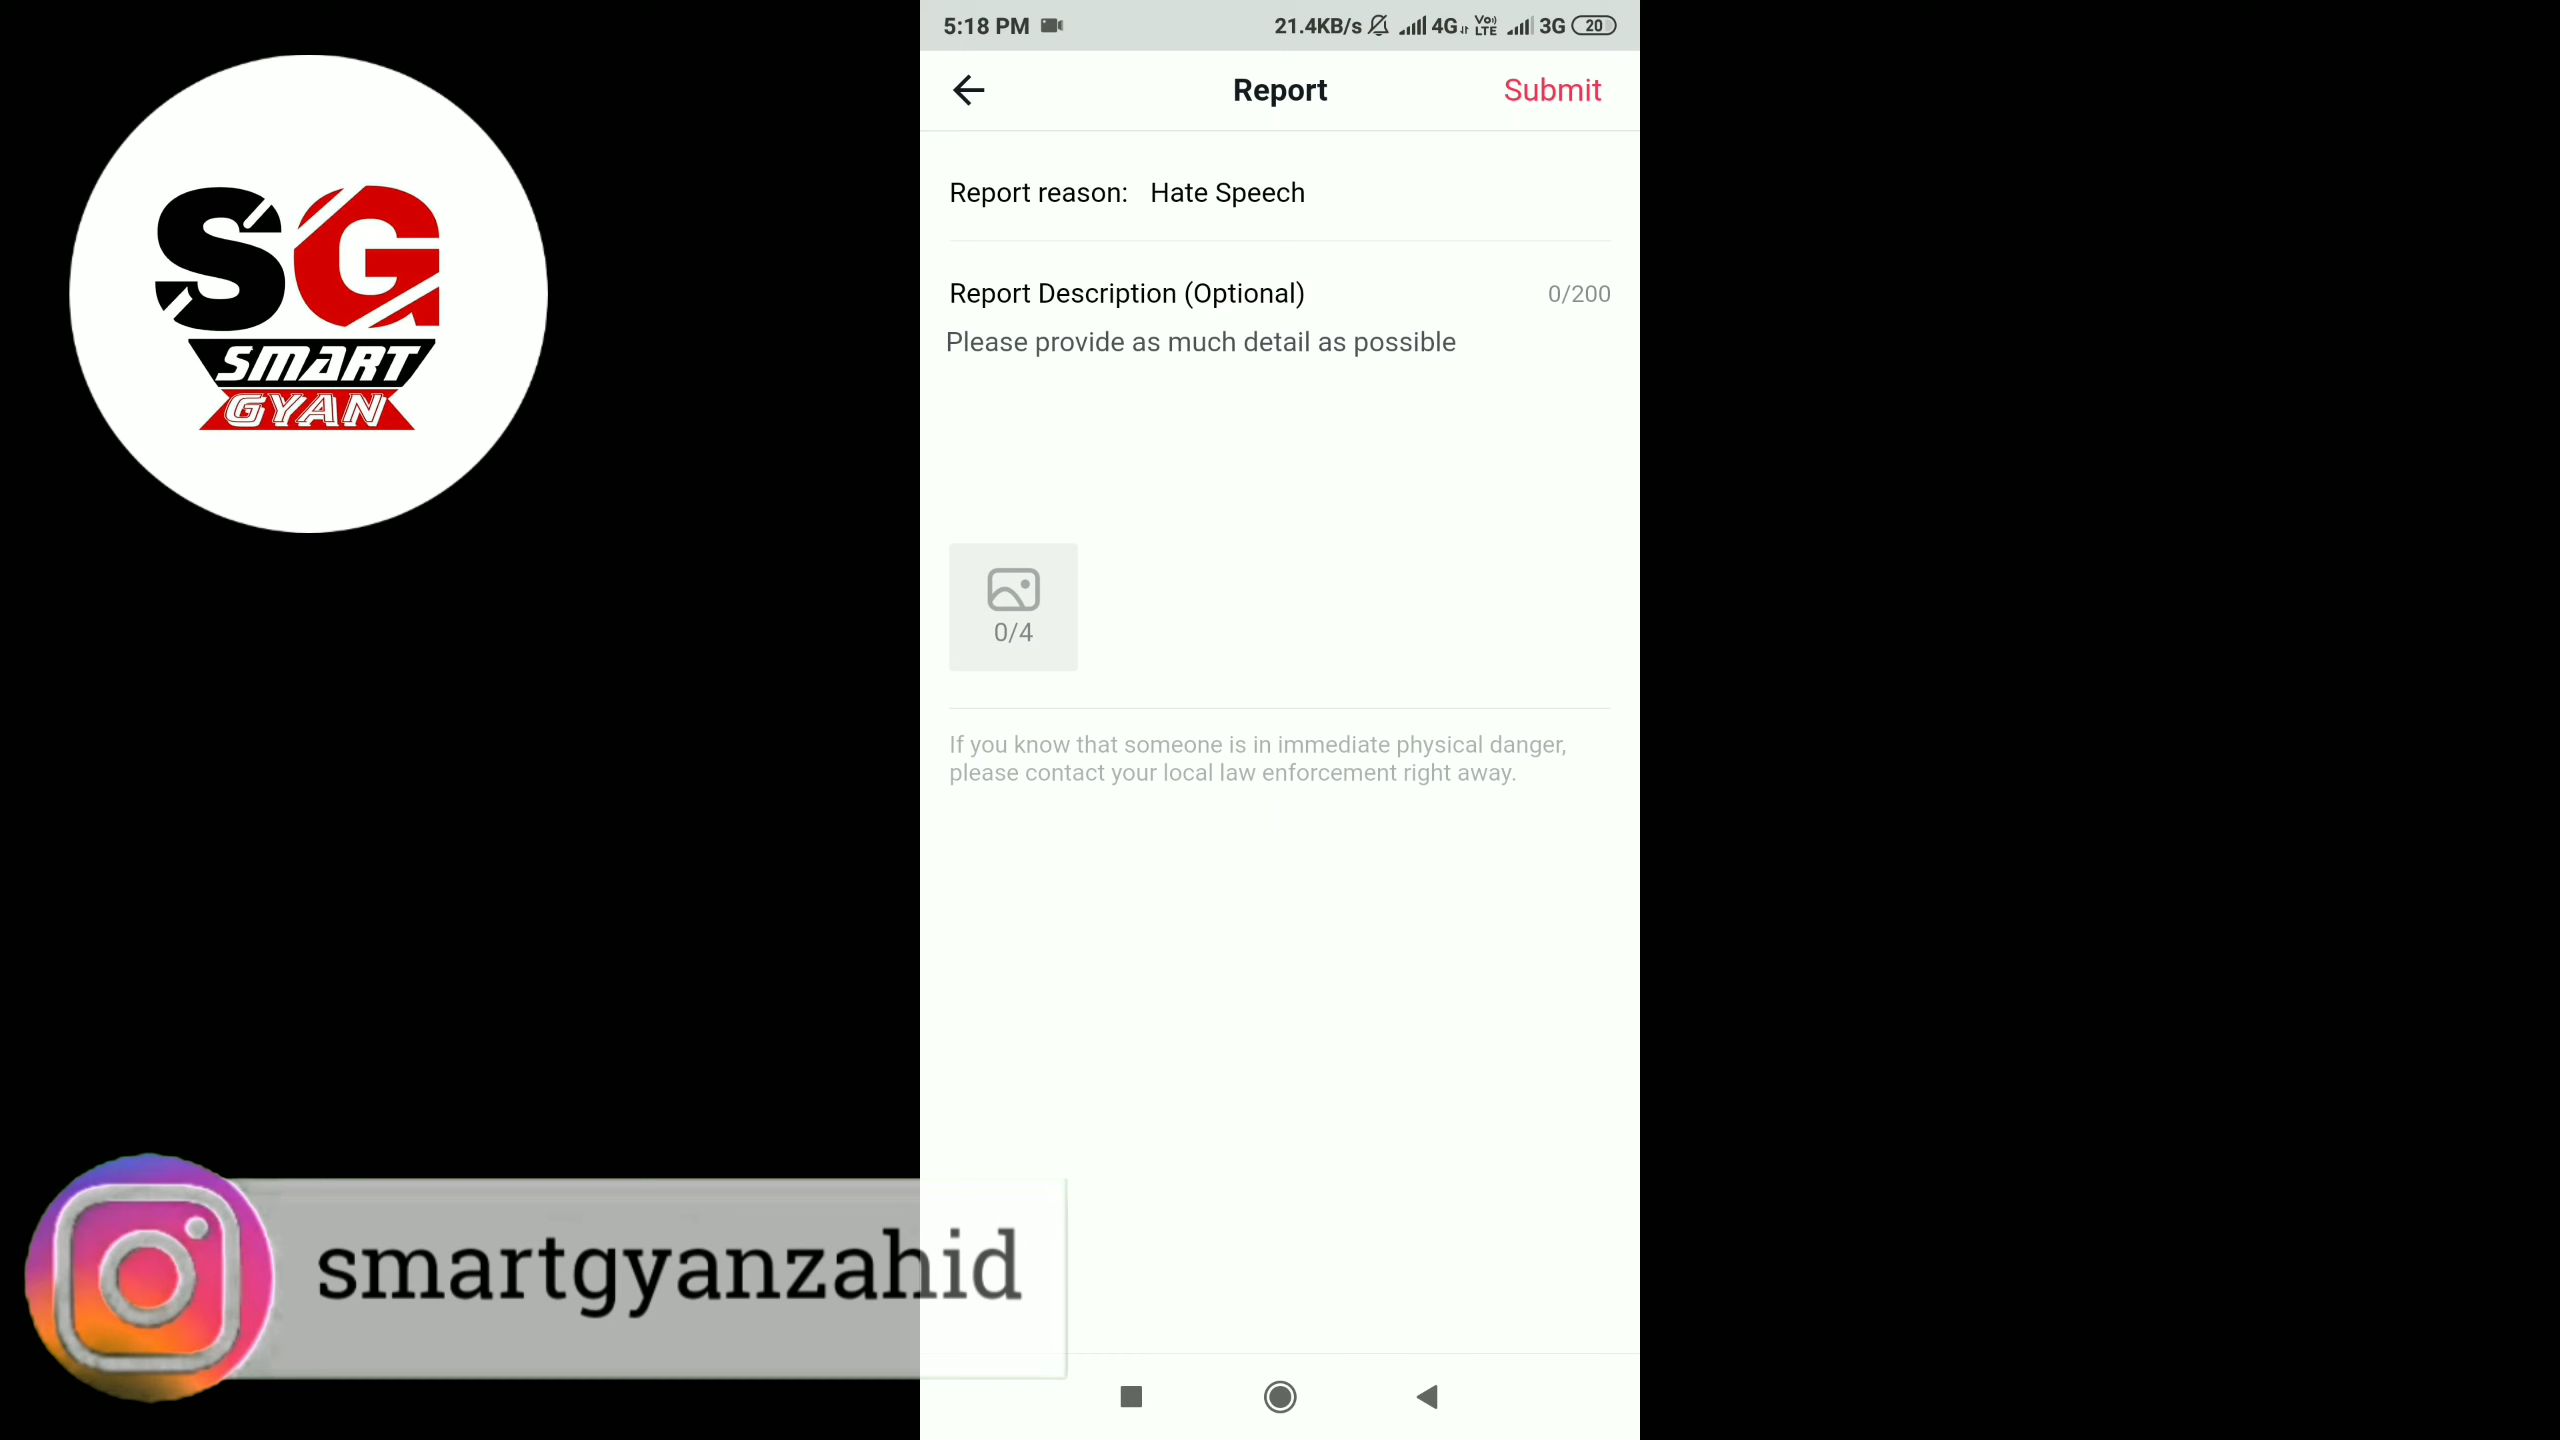 5:18 PM
21.4KB/s 4G VoLTE 3G 20
Report
Submit
Report reason: Hate Speech
Report Description (Optional)
0/200
Please provide as much detail as possible
0/4
If you know that someone is in immediate physical danger,
please contact your local law enforcement right away.
SG
SMART
GYAN
smartgyanzahid